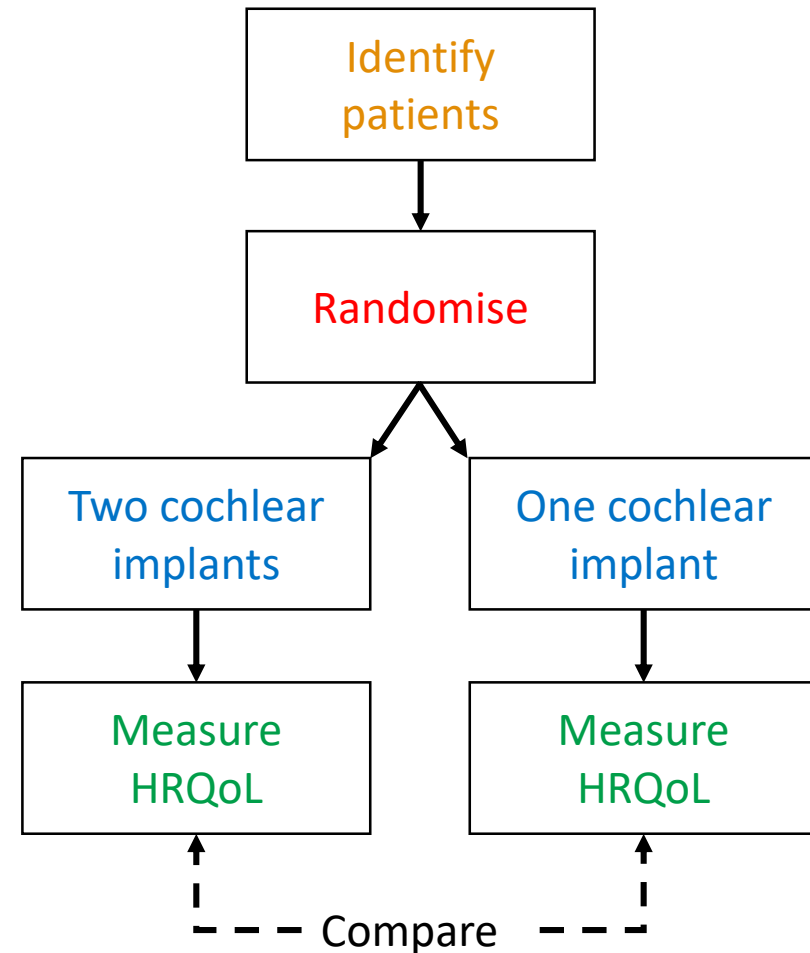 Identify
patients
Randomise
Two cochlear
implants
One cochlear
implant
Measure
HRQoL
Measure
HRQoL
Compare